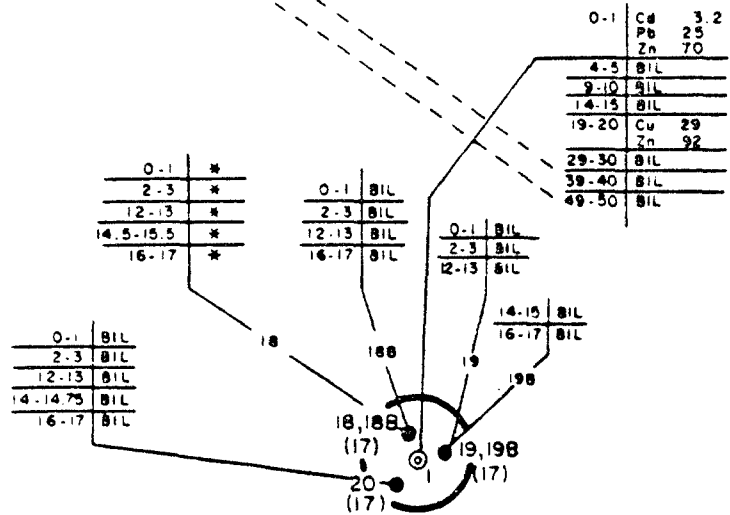 0-1 Cd 3.2
Pb 25
Zn 70
4-5 BIL
9-10 BIL
14-15 BIL
19-20 Cu 29
Zn 92
29-30 BIL
39-40 BIL
49-50 BIL
0-1 *
2-3 *
12-13 *
14.5-15.5 *
16-17 *
0-1 BIL
2-3 BIL
12-13 BIL
16-17 BIL
0-1 BIL
2-3 BIL
12-13 BIL
14-15 BIL
16-17 BIL
0-1 BIL
2-3 BIL
12-13 BIL
14-14.75 BIL
16-17 BIL
18
18B
19
19B
18,18B
(17)
19,19B
(17)
1
20
(17)